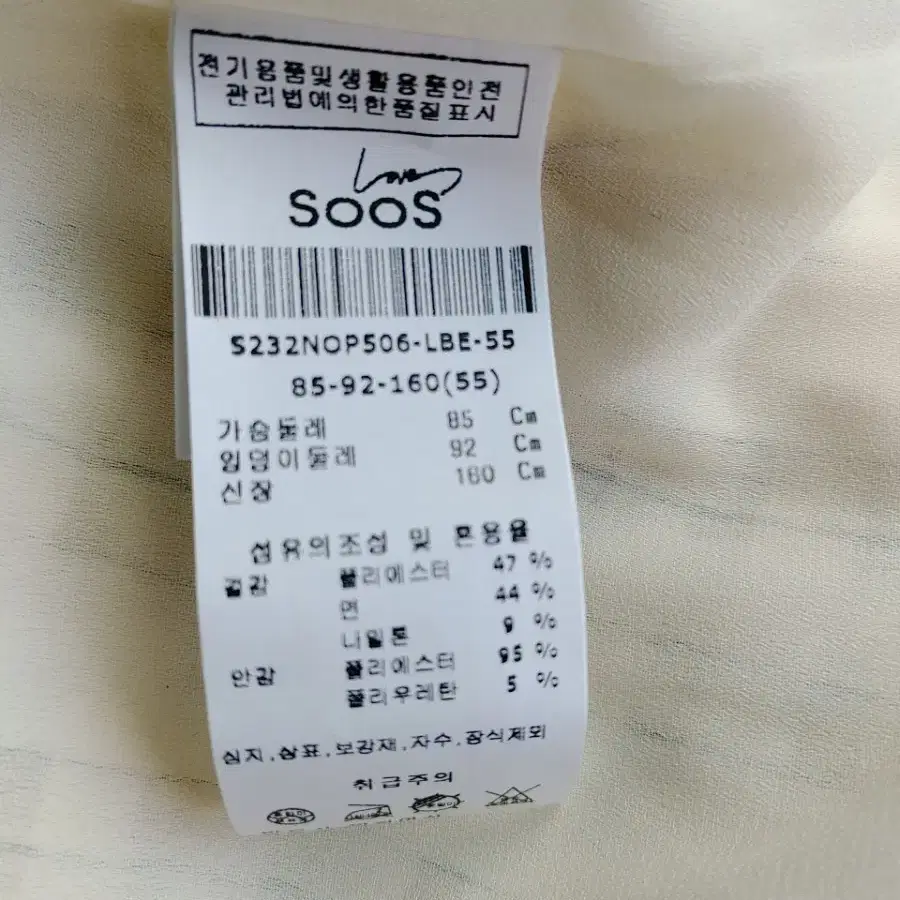 전기용품및생활용품안전
관리법에의한품질표시
Love
SOOS
S232NOP506-LBE-55
85-92-160(55)
가슴둘레 85 Cm
엉덩이둘레 92 Cm
신장 160 Cm
섬유의조성 및 혼용율
겉감 폴리에스터 47 %
면 44 %
나일론 9 %
안감 폴리에스터 95 %
폴리우레탄 5 %
심지,상표,보강재,자수,장식제외
취급주의